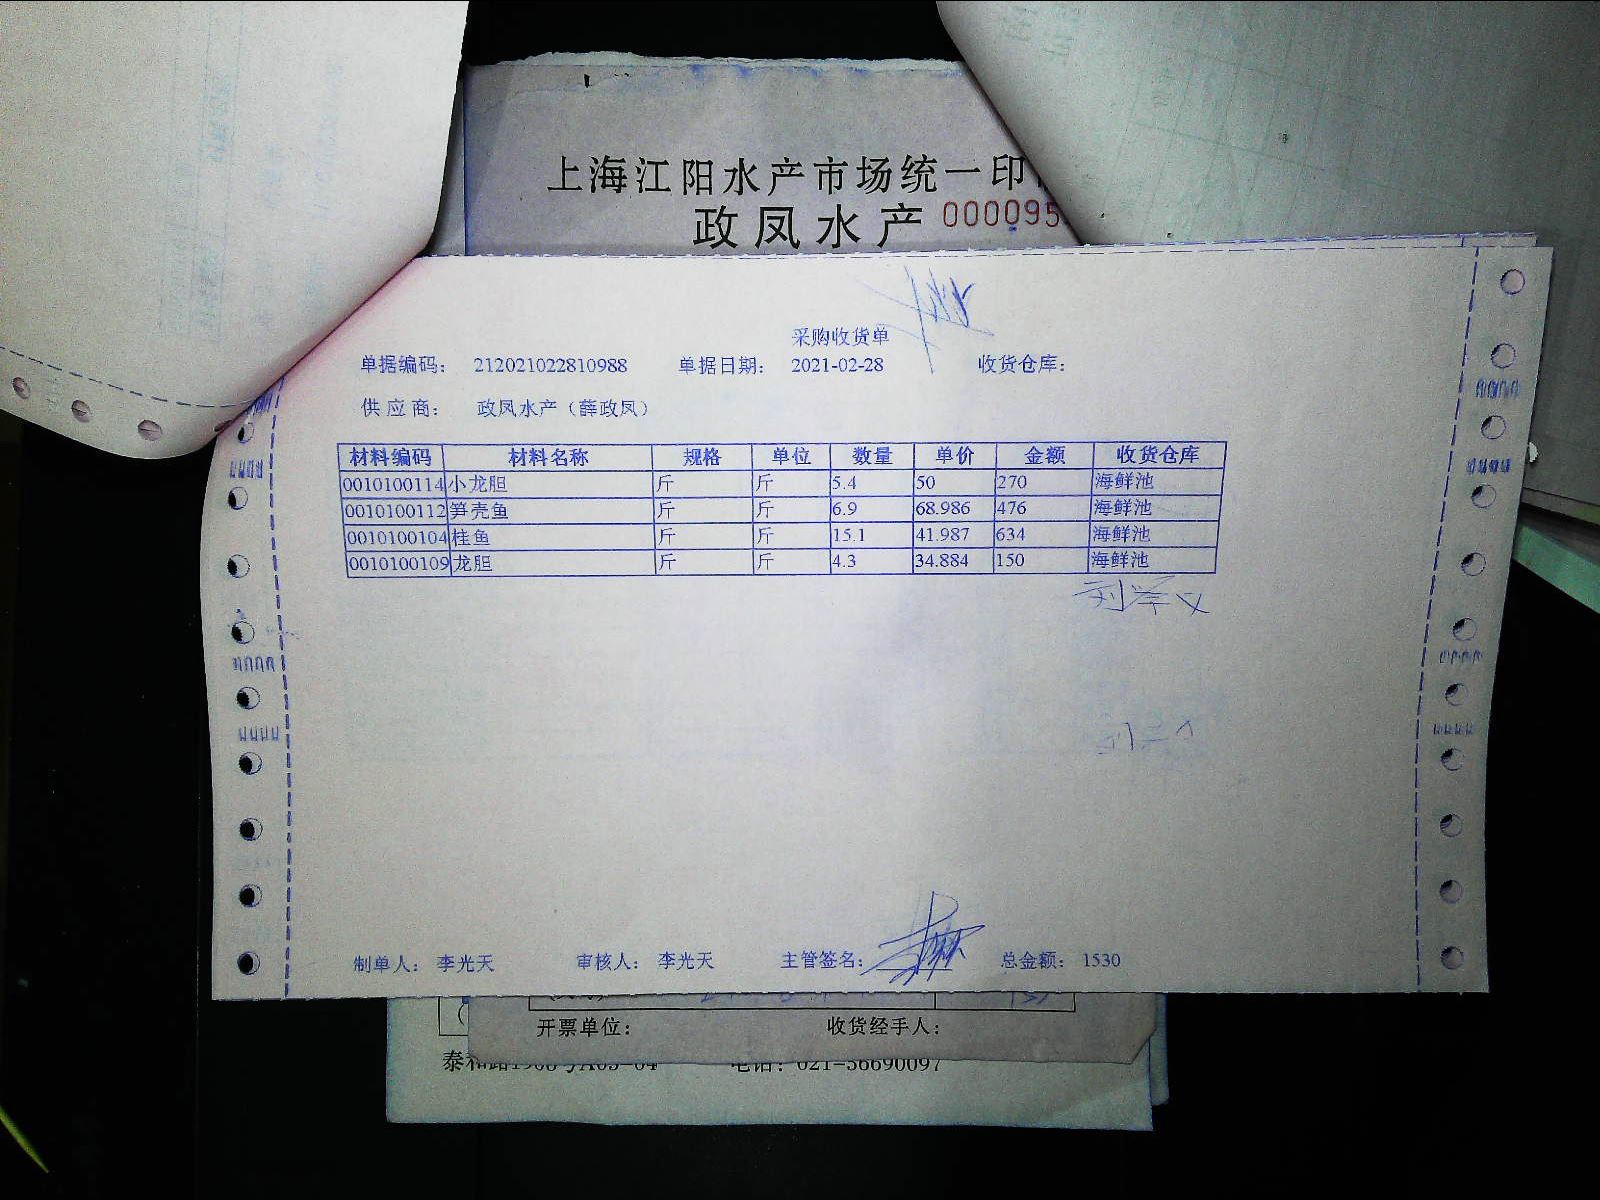 上海江阳水产市场统一印
政凤水产 000095
采购收货单
单据编码： 212021022810988 单据日期： 2021-02-28 收货仓库：
供应商： 政凤水产（薛政凤）
材料编码 材料名称 规格 单位 数量 单价 金额 收货仓库
0010100114 小龙胆 斤 斤 5.4 50 270 海鲜池
0010100112 笋壳鱼 斤 斤 6.9 68.986 476 海鲜池
0010100104 桂鱼 斤 斤 15.1 41.987 634 海鲜池
0010100109 龙胆 斤 斤 4.3 34.884 150 海鲜池
制单人： 李光天 审核人： 李光天 主管签名： 总金额： 1530
开票单位： 收货经手人：
电话：021-56690097